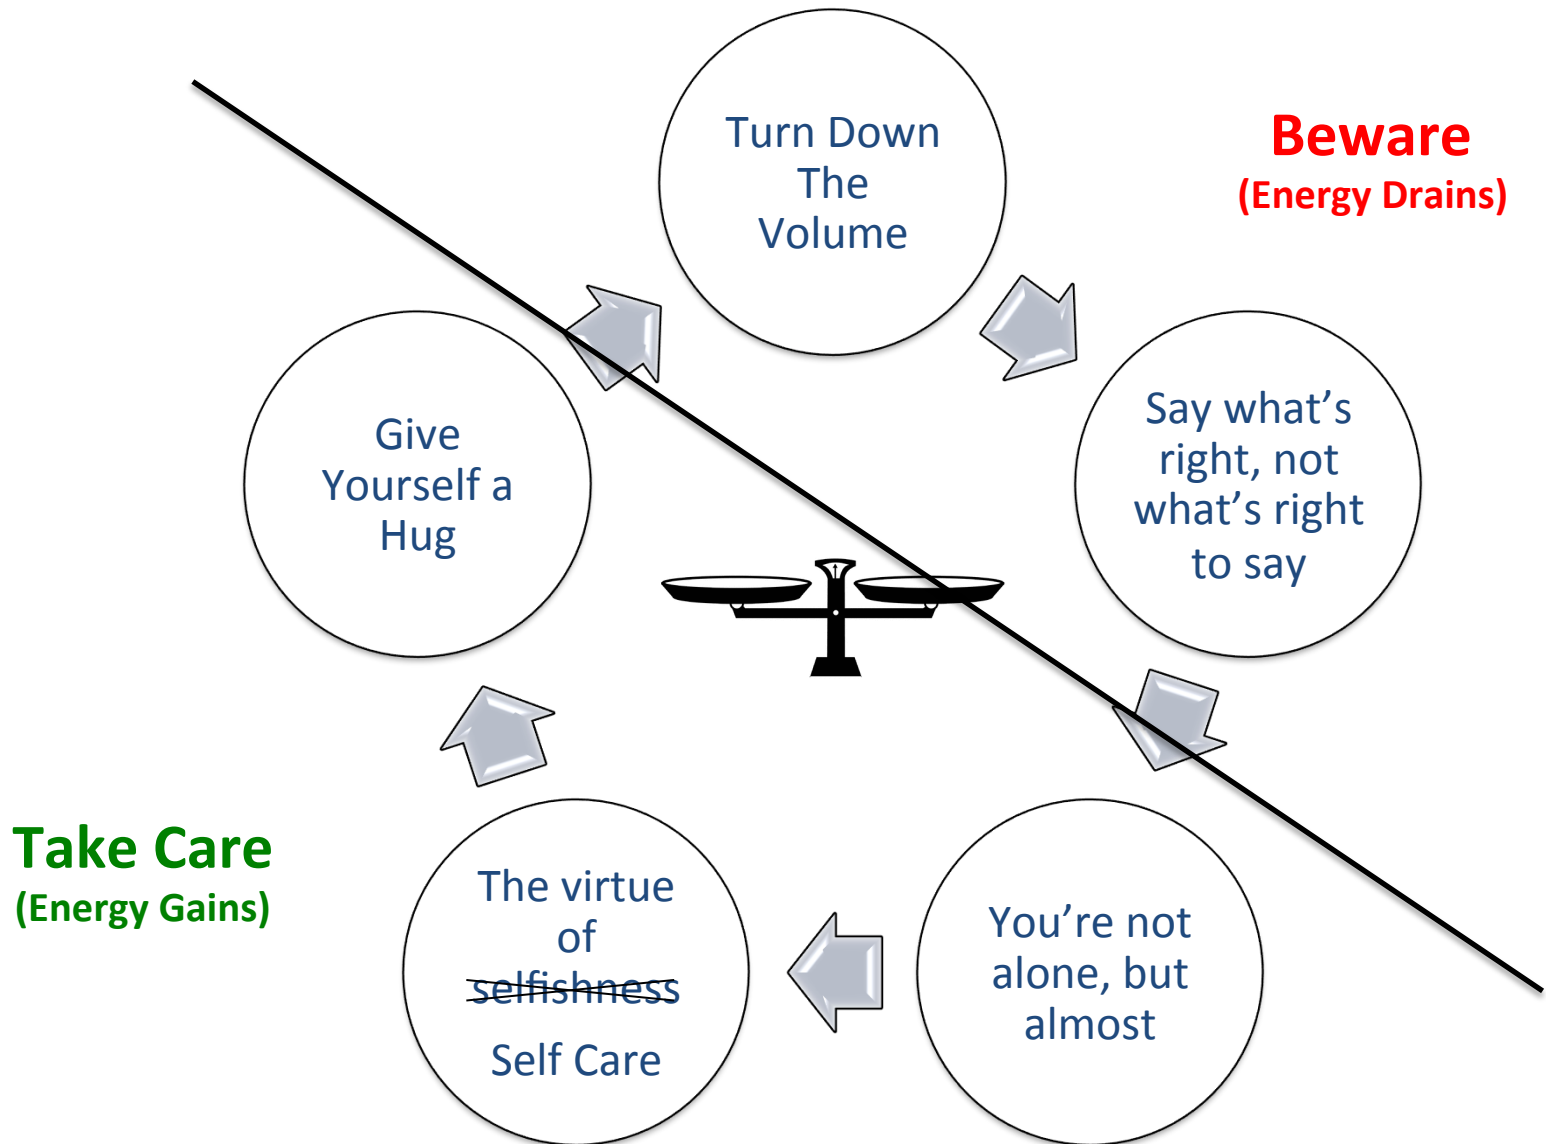 Turn Down
The
Volume
Beware
(Energy Drains)
Say what's
right, not
what's right
to say
Give
Yourself a
Hug
Take Care
(Energy Gains)
The virtue
of
selfishness
Self Care
You're not
alone, but
almost